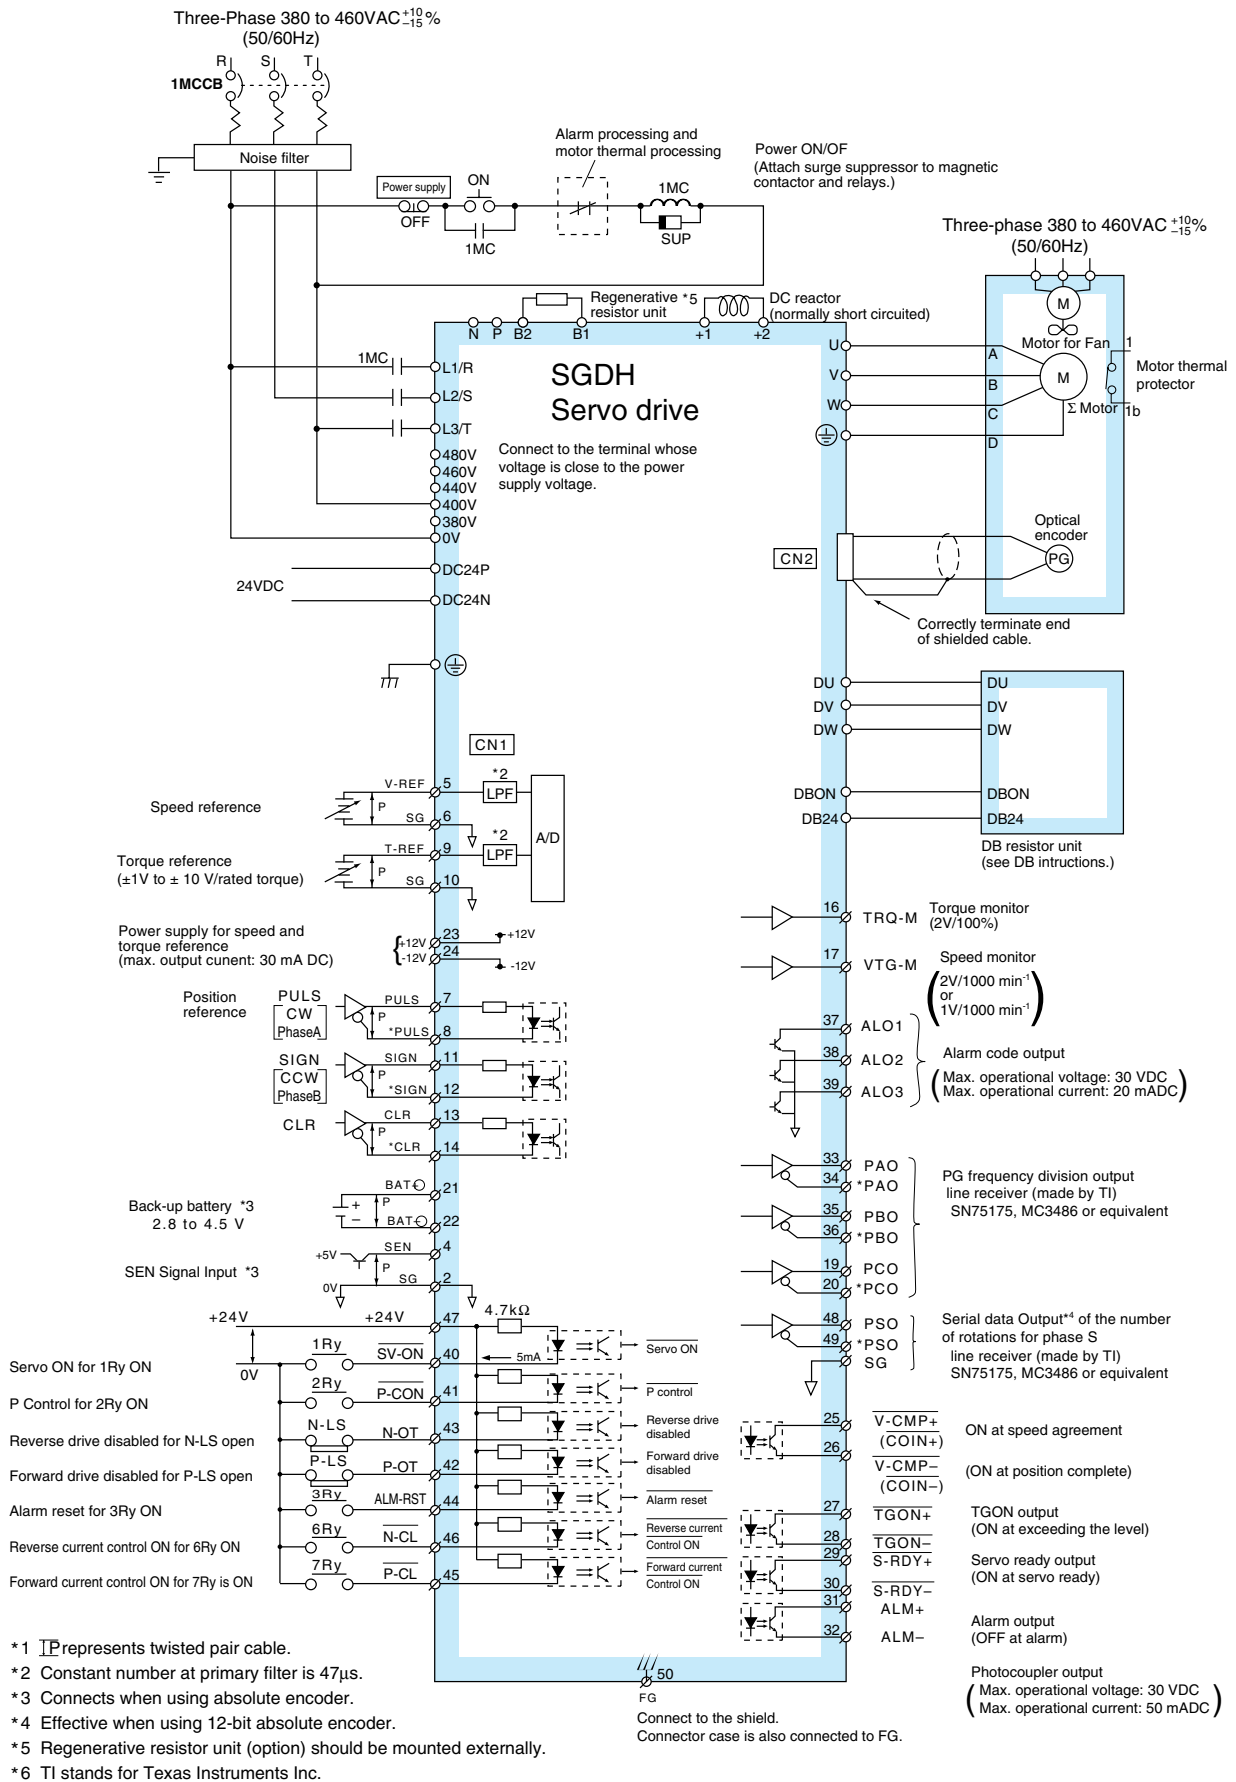 Three-Phase 380 to 460VAC +10 −15 %
(50/60Hz)
R S T
1MCCB
Noise filter
Alarm processing and
motor thermal processing
Power supply
ON
OFF
1MC
1MC
SUP
Power ON/OF
(Attach surge suppressor to magnetic
contactor and relays.)
Three-phase 380 to 460VAC +10 −15 %
(50/60Hz)
M
Motor for Fan
Regenerative *5
resistor unit
DC reactor
(normally short circuited)
N P B2 B1 +1 +2
1MC
L1/R
L2/S
L3/T
480V
460V
440V
400V
380V
0V
SGDH
Servo drive
Connect to the terminal whose
voltage is close to the power
supply voltage.
U
V
W
A
B
C
D
M
Σ Motor
1
1b
Motor thermal
protector
24VDC
DC24P
DC24N
CN2
Optical
encoder
PG
Correctly terminate end
of shielded cable.
DU DU
DV DV
DW DW
DBON DBON
DB24 DB24
DB resistor unit
(see DB intructions.)
CN1
Speed reference
V-REF 5 *2 LPF
P
SG 6
A/D
Torque reference
(±1V to ± 10 V/rated torque)
T-REF 9 *2 LPF
P
SG 10
Power supply for speed and
torque reference
(max. output cunent: 30 mA DC)
+12V 23 +12V
-12V 24 -12V
Position
reference
PULS
CW
PhaseA
PULS 7
P
*PULS 8
SIGN
CCW
PhaseB
SIGN 11
P
*SIGN 12
CLR
CLR 13
P
*CLR 14
Back-up battery *3
2.8 to 4.5 V
BAT+ 21
+ P
−
BAT− 22
SEN Signal Input *3
+5V SEN 4
P
0V SG 2
+24V +24V 47 4.7kΩ
0V
5mA
Servo ON for 1Ry ON 1Ry SV-ON 40 Servo ON
P Control for 2Ry ON 2Ry P-CON 41 P control
Reverse drive disabled for N-LS open N-LS N-OT 43 Reverse drive
disabled
Forward drive disabled for P-LS open P-LS P-OT 42 Forward drive
disabled
Alarm reset for 3Ry ON 3Ry ALM-RST 44 Alarm reset
Reverse current control ON for 6Ry ON 6Ry N-CL 46 Reverse current
Control ON
Forward current control ON for 7Ry is ON 7Ry P-CL 45 Forward current
Control ON
16 TRQ-M Torque monitor
(2V/100%)
17 VTG-M Speed monitor
2V/1000 min-1
or
1V/1000 min-1
37 ALO1
38 ALO2
39 ALO3
Alarm code output
(Max. operational voltage: 30 VDC
Max. operational current: 20 mADC)
33 PAO
34 *PAO
35 PBO
36 *PBO
19 PCO
20 *PCO
PG frequency division output
line receiver (made by TI)
SN75175, MC3486 or equivalent
48 PSO
49 *PSO
SG
Serial data Output*4 of the number
of rotations for phase S
line receiver (made by TI)
SN75175, MC3486 or equivalent
25 V-CMP+
(COIN+)
26 V-CMP−
(COIN−)
ON at speed agreement
(ON at position complete)
27 TGON+
28 TGON−
TGON output
(ON at exceeding the level)
29 S-RDY+
30 S-RDY−
Servo ready output
(ON at servo ready)
31 ALM+
32 ALM−
Alarm output
(OFF at alarm)
Photocoupler output
(Max. operational voltage: 30 VDC
Max. operational current: 50 mADC)
50
FG
Connect to the shield.
Connector case is also connected to FG.
*1 P represents twisted pair cable.
*2 Constant number at primary filter is 47µs.
*3 Connects when using absolute encoder.
*4 Effective when using 12-bit absolute encoder.
*5 Regenerative resistor unit (option) should be mounted externally.
*6 TI stands for Texas Instruments Inc.